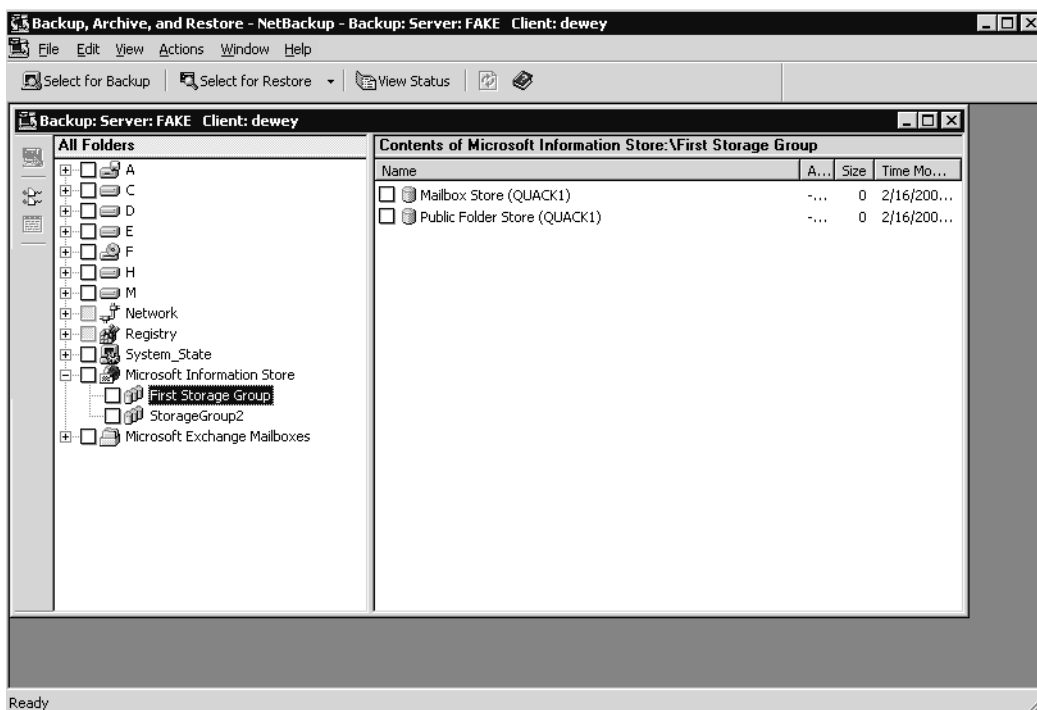 Backup, Archive, and Restore - NetBackup - Backup: Server: FAKE Client: dewey
File Edit View Actions Window Help
Select for Backup Select for Restore View Status
Backup: Server: FAKE Client: dewey
All Folders
Contents of Microsoft Information Store:\First Storage Group
Name A... Size Time Mo...
A
C
D
E
F
H
M
Network
Registry
System_State
Microsoft Information Store
First Storage Group
StorageGroup2
Microsoft Exchange Mailboxes
Mailbox Store (QUACK1) -... 0 2/16/200...
Public Folder Store (QUACK1) -... 0 2/16/200...
Ready